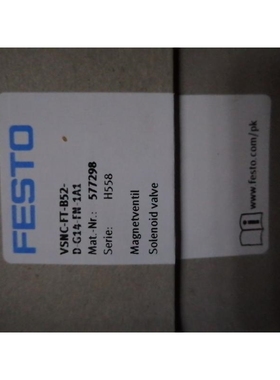 FESTO
VSNC-FT-B52-
D-G14-FN-1A1
Mat.-Nr.: 577298
Serie: H558
Magnetventil
Solenoid valve
www.festo.com/pk